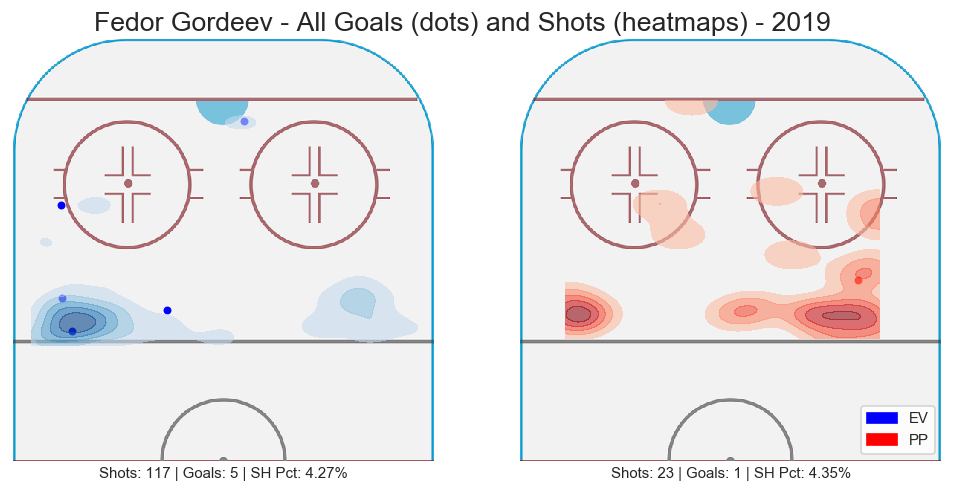 Fedor Gordeev - All Goals (dots) and Shots (heatmaps) - 2019
EV
PP
Shots: 117 | Goals: 5 | SH Pct: 4.27%
Shots: 23 | Goals: 1 | SH Pct: 4.35%